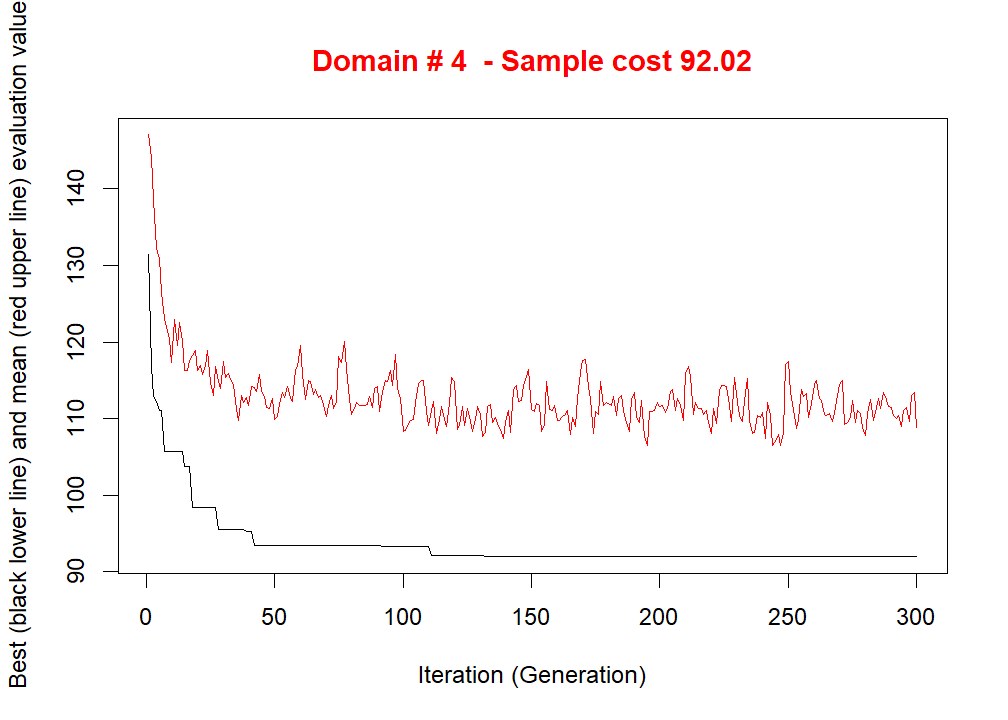 Domain # 4  - Sample cost 92.02
Best (black lower line) and mean (red upper line) evaluation value
140
130
120
110
100
90
0 50 100 150 200 250 300
Iteration (Generation)